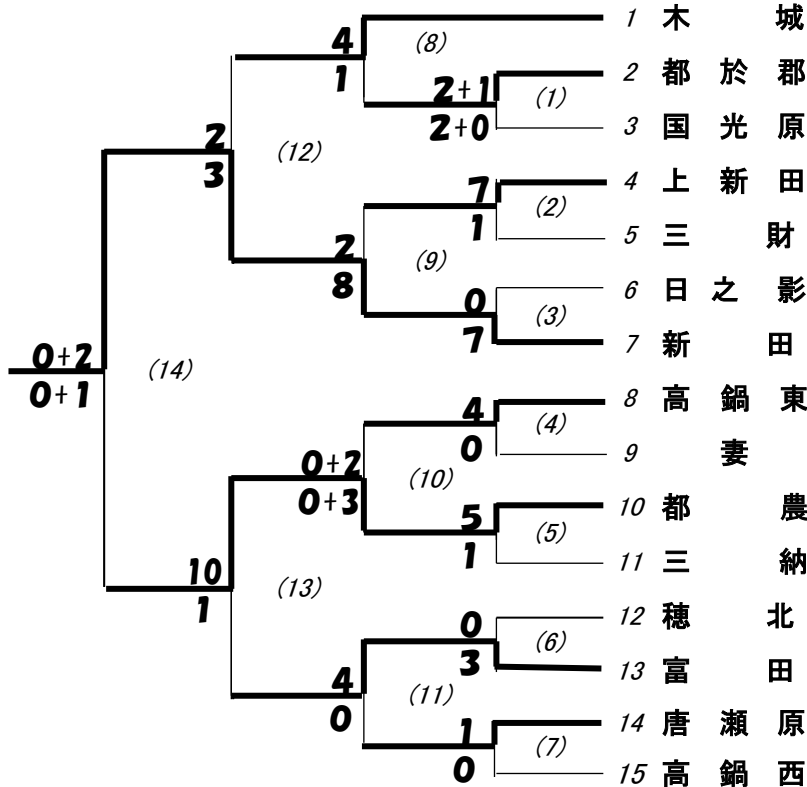 1 木城
4
(8)
1
2 都於郡
2+1
(1)
2+0
3 国光原
2
(12)
3
4 上新田
7
(2)
1
5 三財
2
(9)
8
6 日之影
0
(3)
7
7 新田
0+2
(14)
0+1
8 高鍋東
4
(4)
0
9 妻
0+2
(10)
0+3
10 都農
5
(5)
1
11 三納
10
(13)
1
12 穂北
0
(6)
3
13 富田
4
(11)
0
14 唐瀬原
1
(7)
0
15 高鍋西